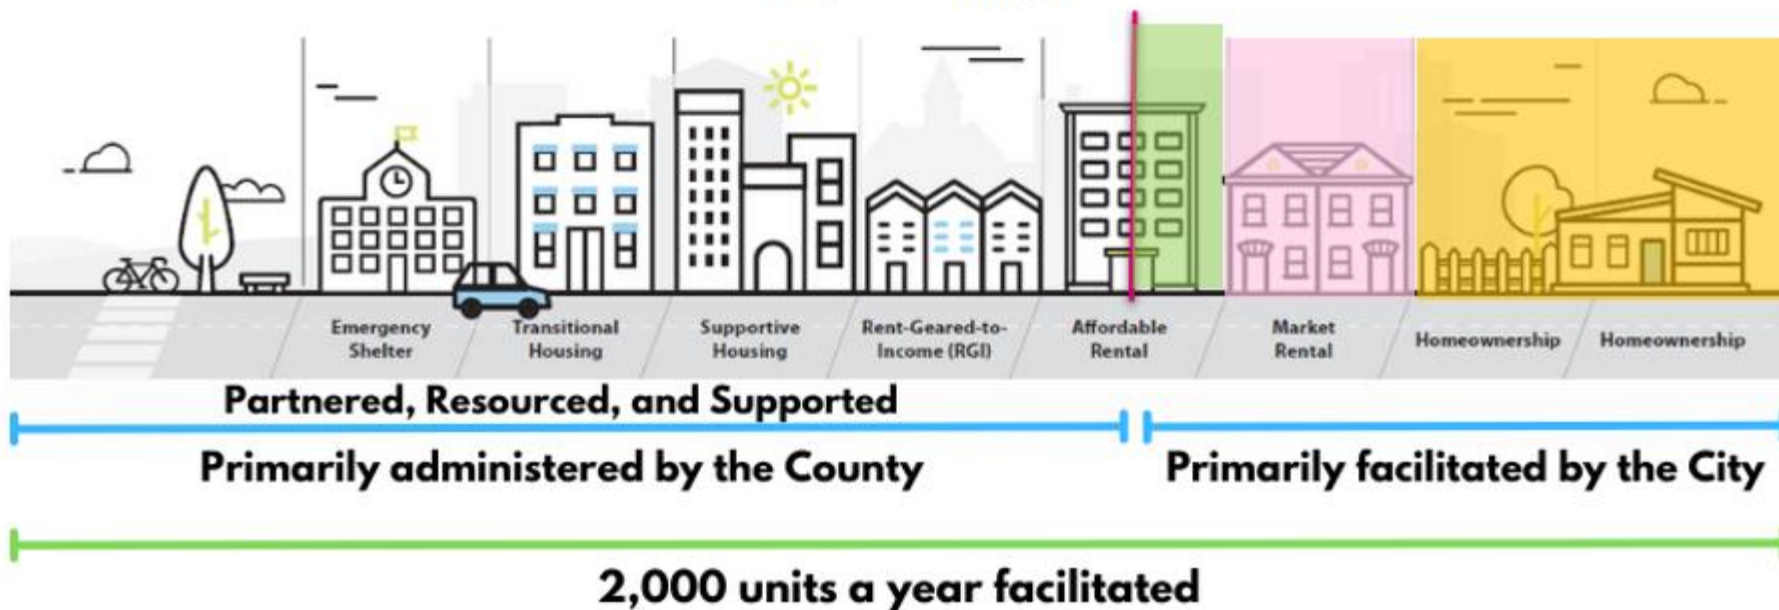 Emergency
Shelter
Transitional
Housing
Supportive
Housing
Rent-Geared-to-
Income (RGI)
Affordable
Rental
Market
Rental
Homeownership
Homeownership
Partnered, Resourced, and Supported
Primarily administered by the County
Primarily facilitated by the City
2,000 units a year facilitated